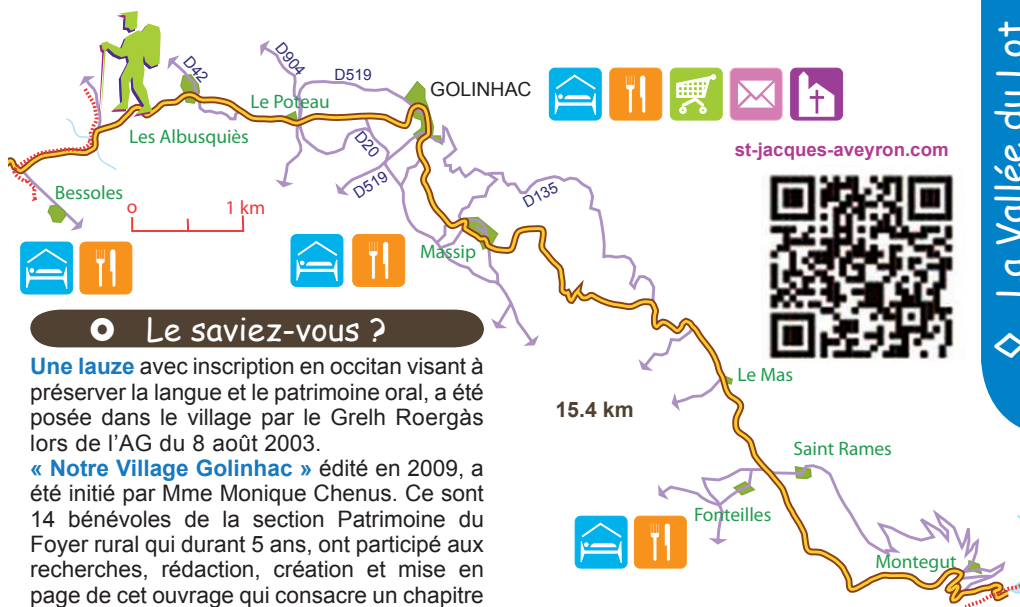 D42
D904
D519
GOLINHAC
Le Poteau
Les Albusquiès
D20
D519
D135
Bessoles
o 1 km
Massip
st-jacques-aveyron.com
La Vallée du Lot
Le saviez-vous ?
Une lauze avec inscription en occitan visant à
préserver la langue et le patrimoine oral, a été
posée dans le village par le Grelh Roergàs
lors de l'AG du 8 août 2003.
« Notre Village Golinhac » édité en 2009, a
été initié par Mme Monique Chenus. Ce sont
14 bénévoles de la section Patrimoine du
Foyer rural qui durant 5 ans, ont participé aux
recherches, rédaction, création et mise en
page de cet ouvrage qui consacre un chapitre
Le Mas
15.4 km
Saint Rames
Fonteilles
Montegut